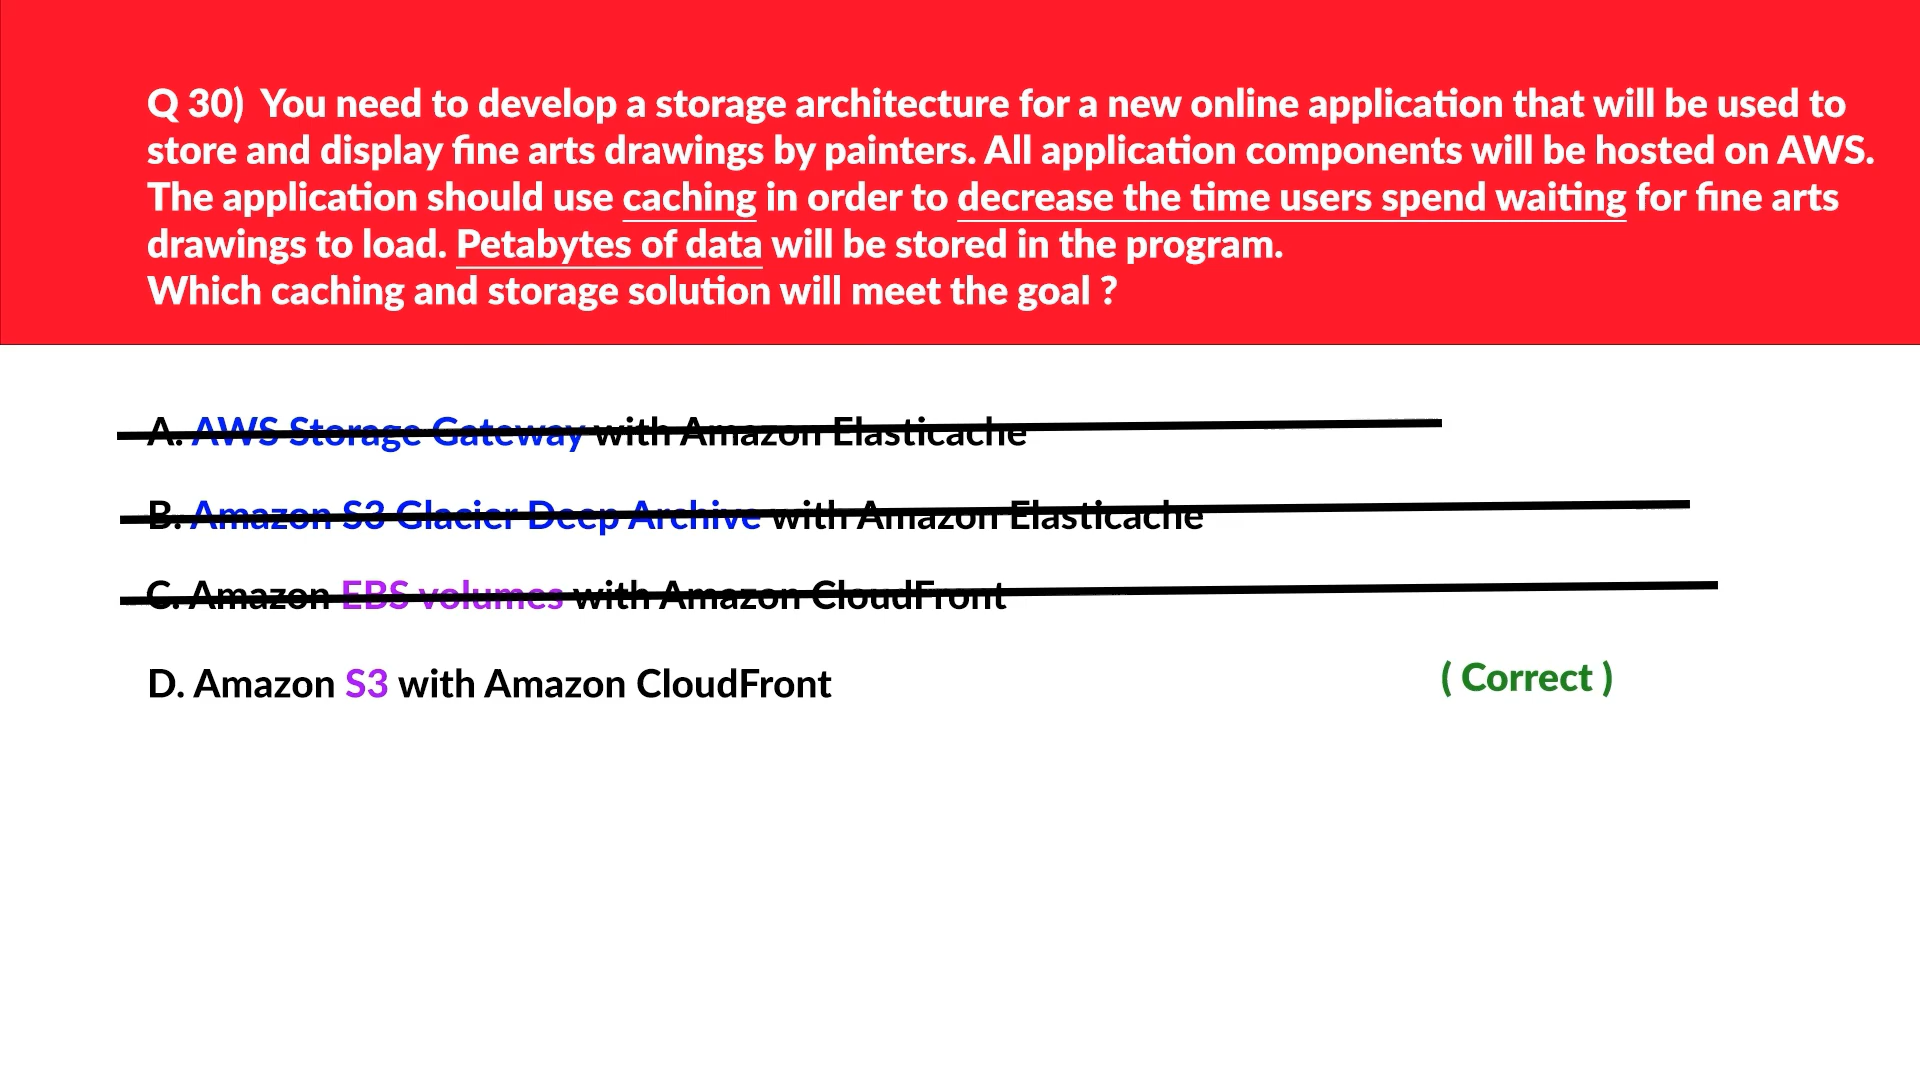 Q 30) You need to develop a storage architecture for a new online application that will be used to
store and display fine arts drawings by painters. All application components will be hosted on AWS.
The application should use caching in order to decrease the time users spend waiting for fine arts
drawings to load. Petabytes of data will be stored in the program.
Which caching and storage solution will meet the goal ?
A. AWS Storage Gateway with Amazon Elasticache
B. Amazon S3 Glacier Deep Archive with Amazon Elasticache
C. Amazon EBS volumes with Amazon CloudFront
D. Amazon S3 with Amazon CloudFront ( Correct )